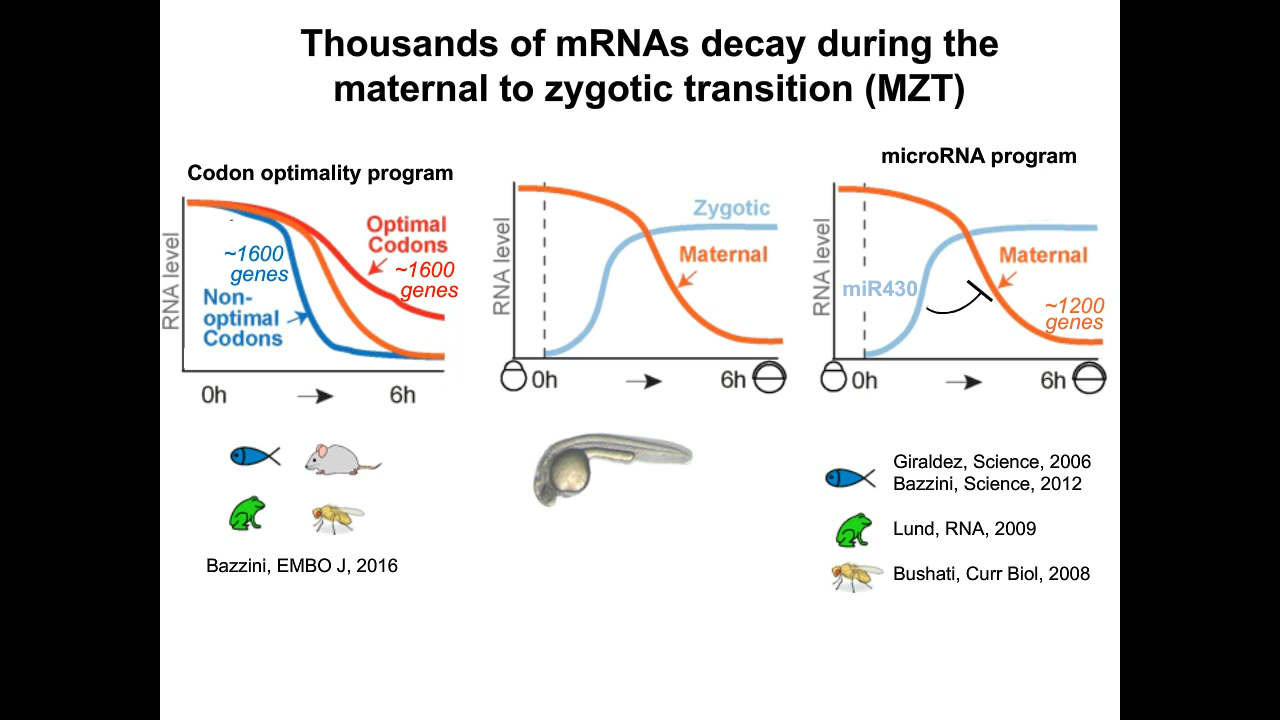 Thousands of mRNAs decay during the
maternal to zygotic transition (MZT)
Codon optimality program
RNA level
~1600
genes
Non-
optimal
Codons
Optimal
Codons
~1600
genes
0h
6h
RNA level
Zygotic
Maternal
0h
6h
microRNA program
RNA level
miR430
Maternal
~1200
genes
0h
6h
Bazzini, EMBO J, 2016
Giraldez, Science, 2006
Bazzini, Science, 2012
Lund, RNA, 2009
Bushati, Curr Biol, 2008